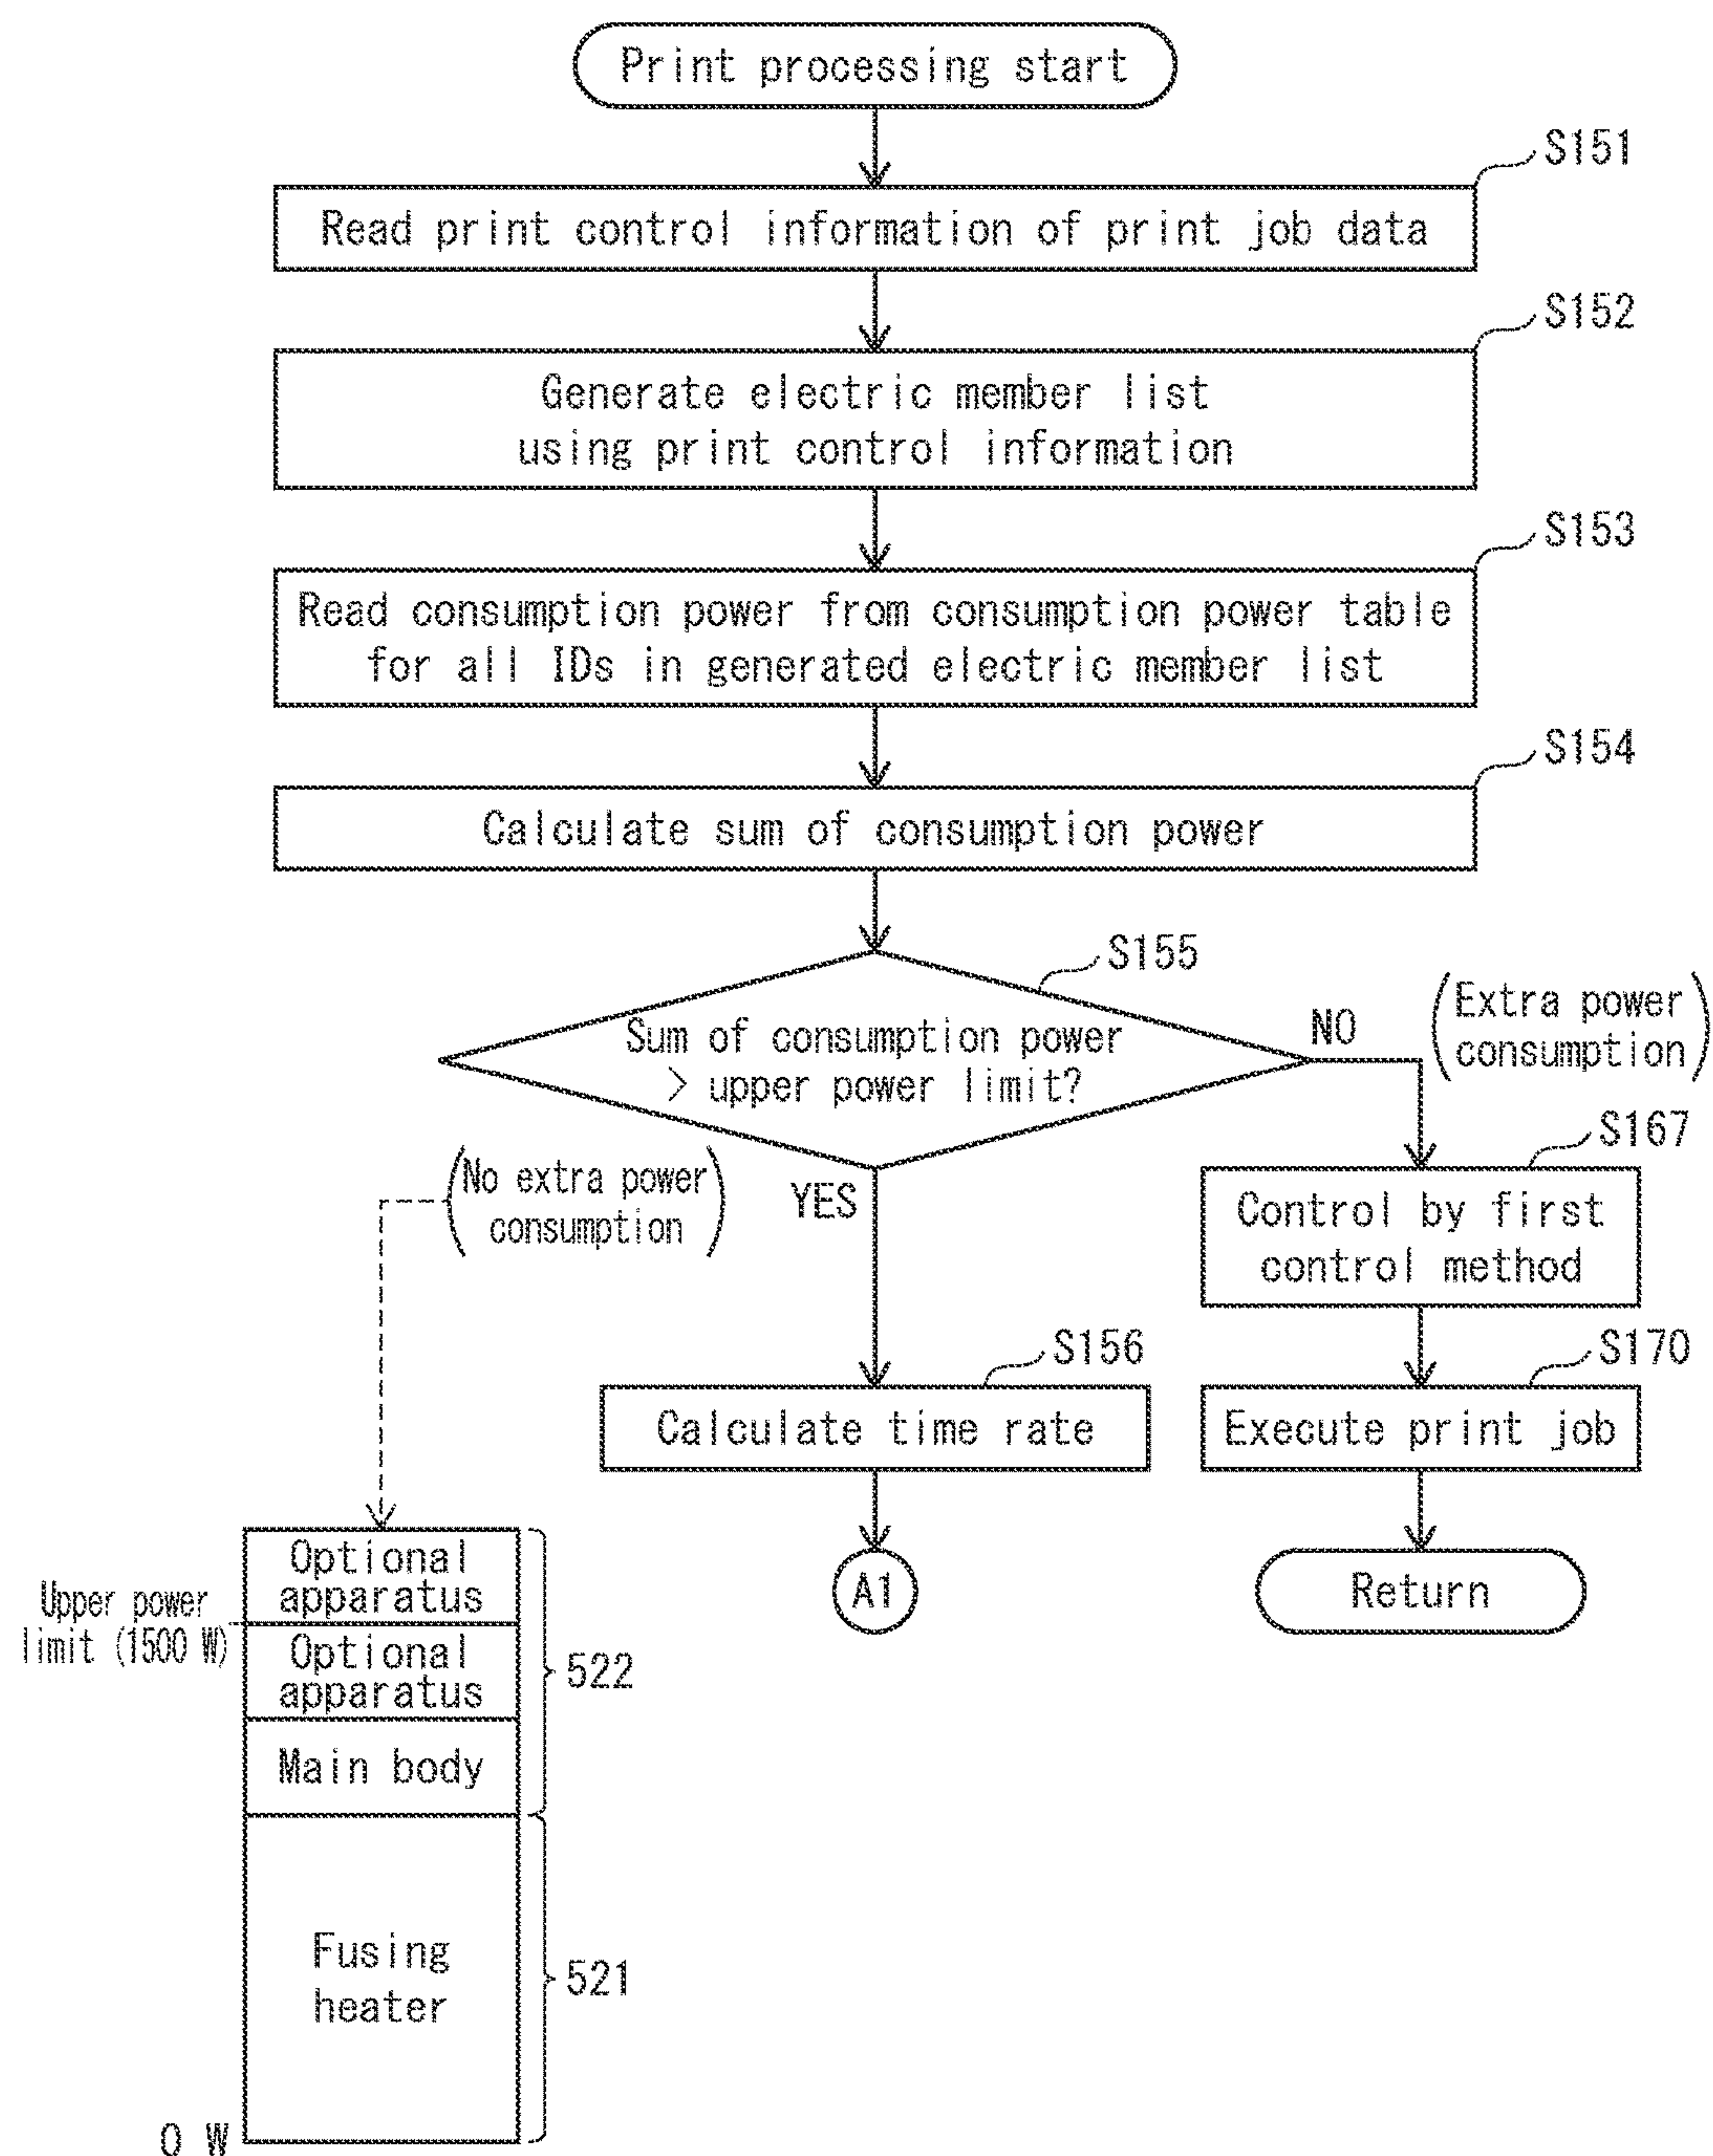 Print processing start
S151
Read print control information of print job data
S152
Generate electric member list
using print control information
S153
Read consumption power from consumption power table
for all IDs in generated electric member list
S154
Calculate sum of consumption power
S155
Sum of consumption power
> upper power limit?
NO
(Extra power
consumption)
YES
(No extra power
consumption)
S167
Control by first
control method
S156
Calculate time rate
S170
Execute print job
A1
Return
Optional
apparatus
Upper power
limit (1500 W)
Optional
apparatus
522
Main body
Fusing
heater
521
0 W